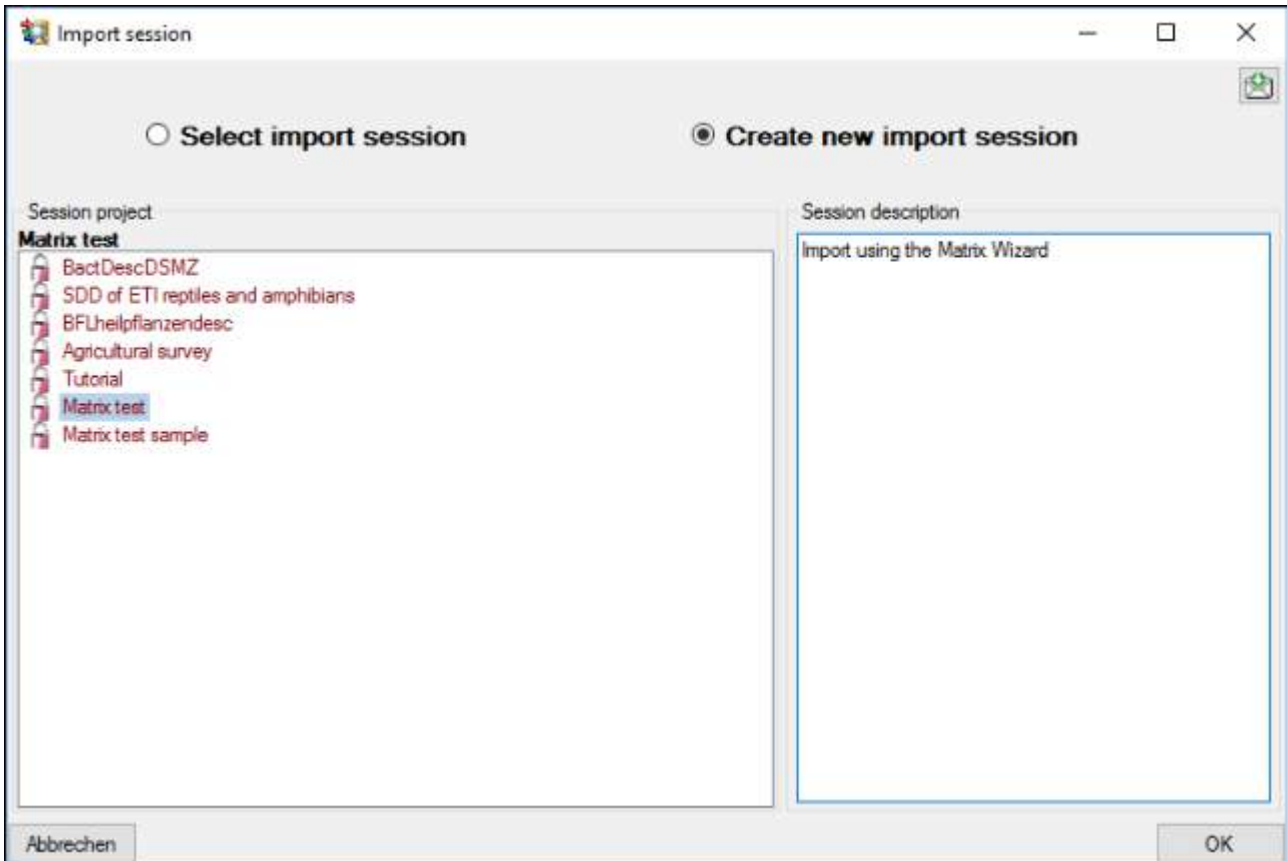 Import session
Select import session
Create new import session
Session project
Matrix test
BactDescDSMZ
SDD of ETI reptiles and amphibians
BFLheilpflanzendesc
Agricultural survey
Tutorial
Matrix test
Matrix test sample
Session description
Import using the Matrix Wizard
Abbrechen
OK